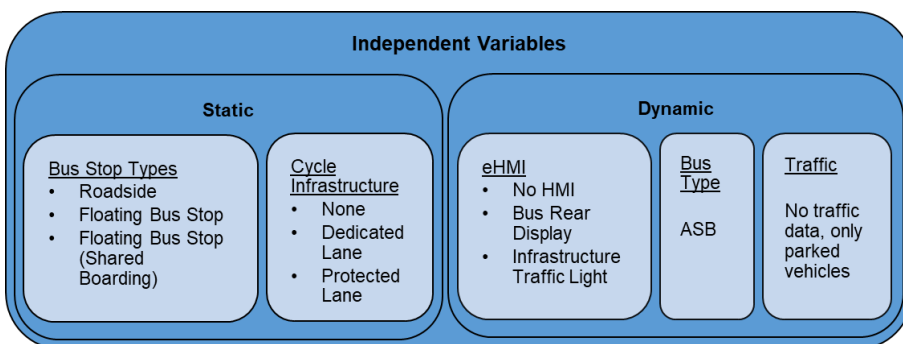 Independent Variables
Static
Bus Stop Types
• Roadside
• Floating Bus Stop
• Floating Bus Stop
(Shared
Boarding)
Cycle
Infrastructure
• None
• Dedicated
Lane
• Protected
Lane
Dynamic
eHMI
• No HMI
• Bus Rear
Display
• Infrastructure
Traffic Light
Bus
Type
ASB
Traffic
No traffic
data, only
parked
vehicles